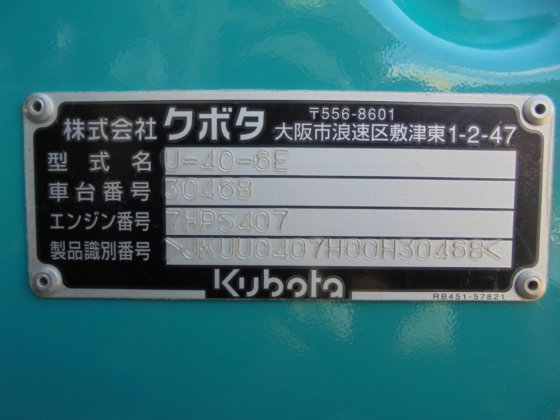 〒556-8601
株式会社クボタ 大阪市浪速区敷津東1-2-47
型式名 U-40-6E
車台番号 30468
エンジン番号 7HP5407
製品識別番号 >JKUU0407H00H30468<
Kubota
RB451-57821